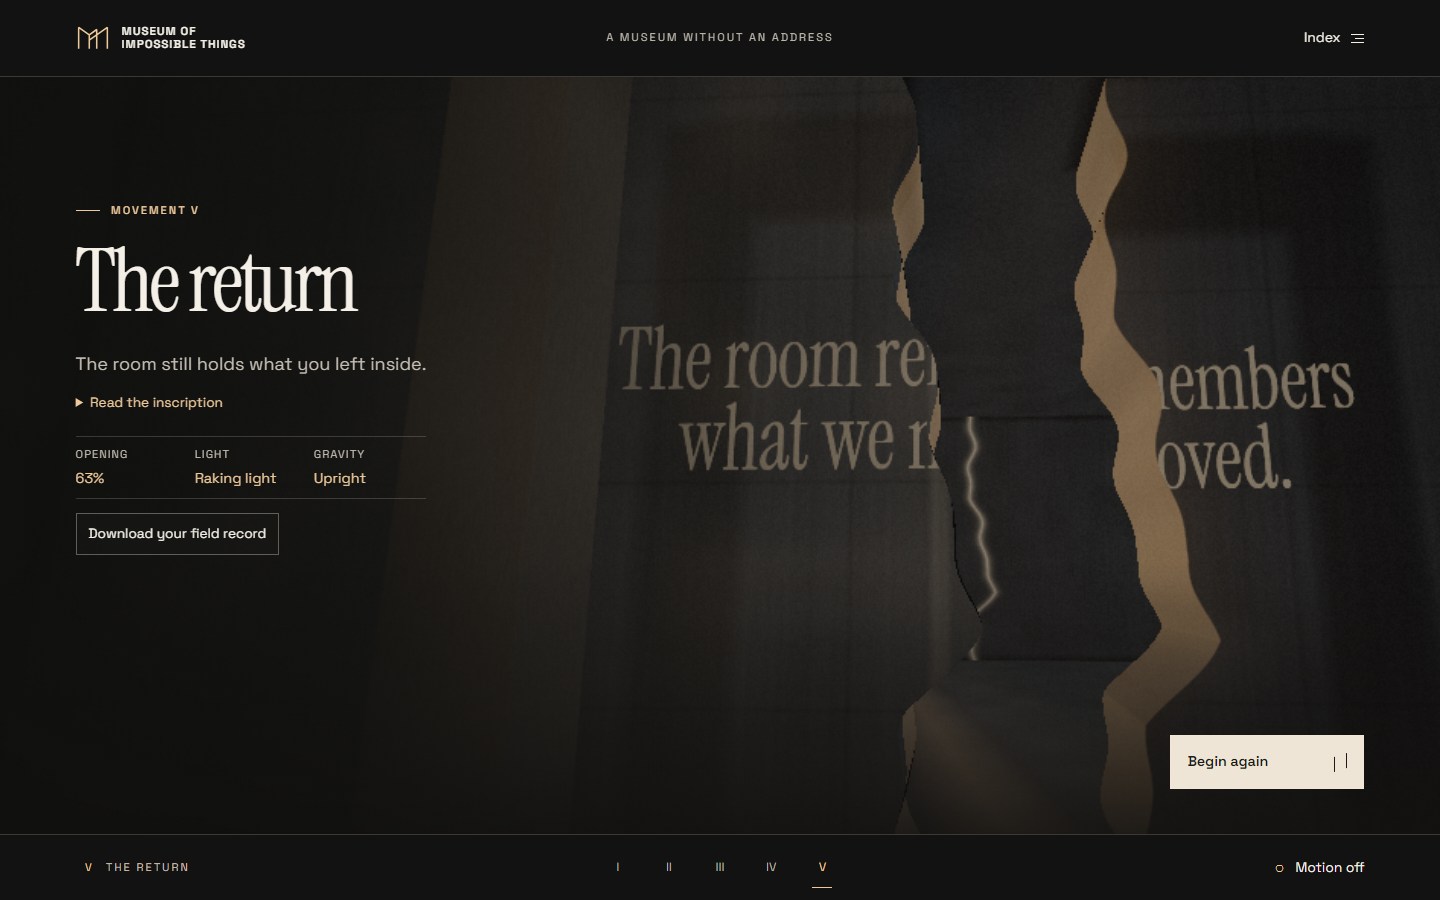 MUSEUM OF
IMPOSSIBLE THINGS
A MUSEUM WITHOUT AN ADDRESS
Index
MOVEMENT V
The return
The room still holds what you left inside.
Read the inscription
OPENING LIGHT GRAVITY
63% Raking light Upright
Download your field record
The room re embers
what we oved.
Begin again
V THE RETURN
I II III IV V
Motion off